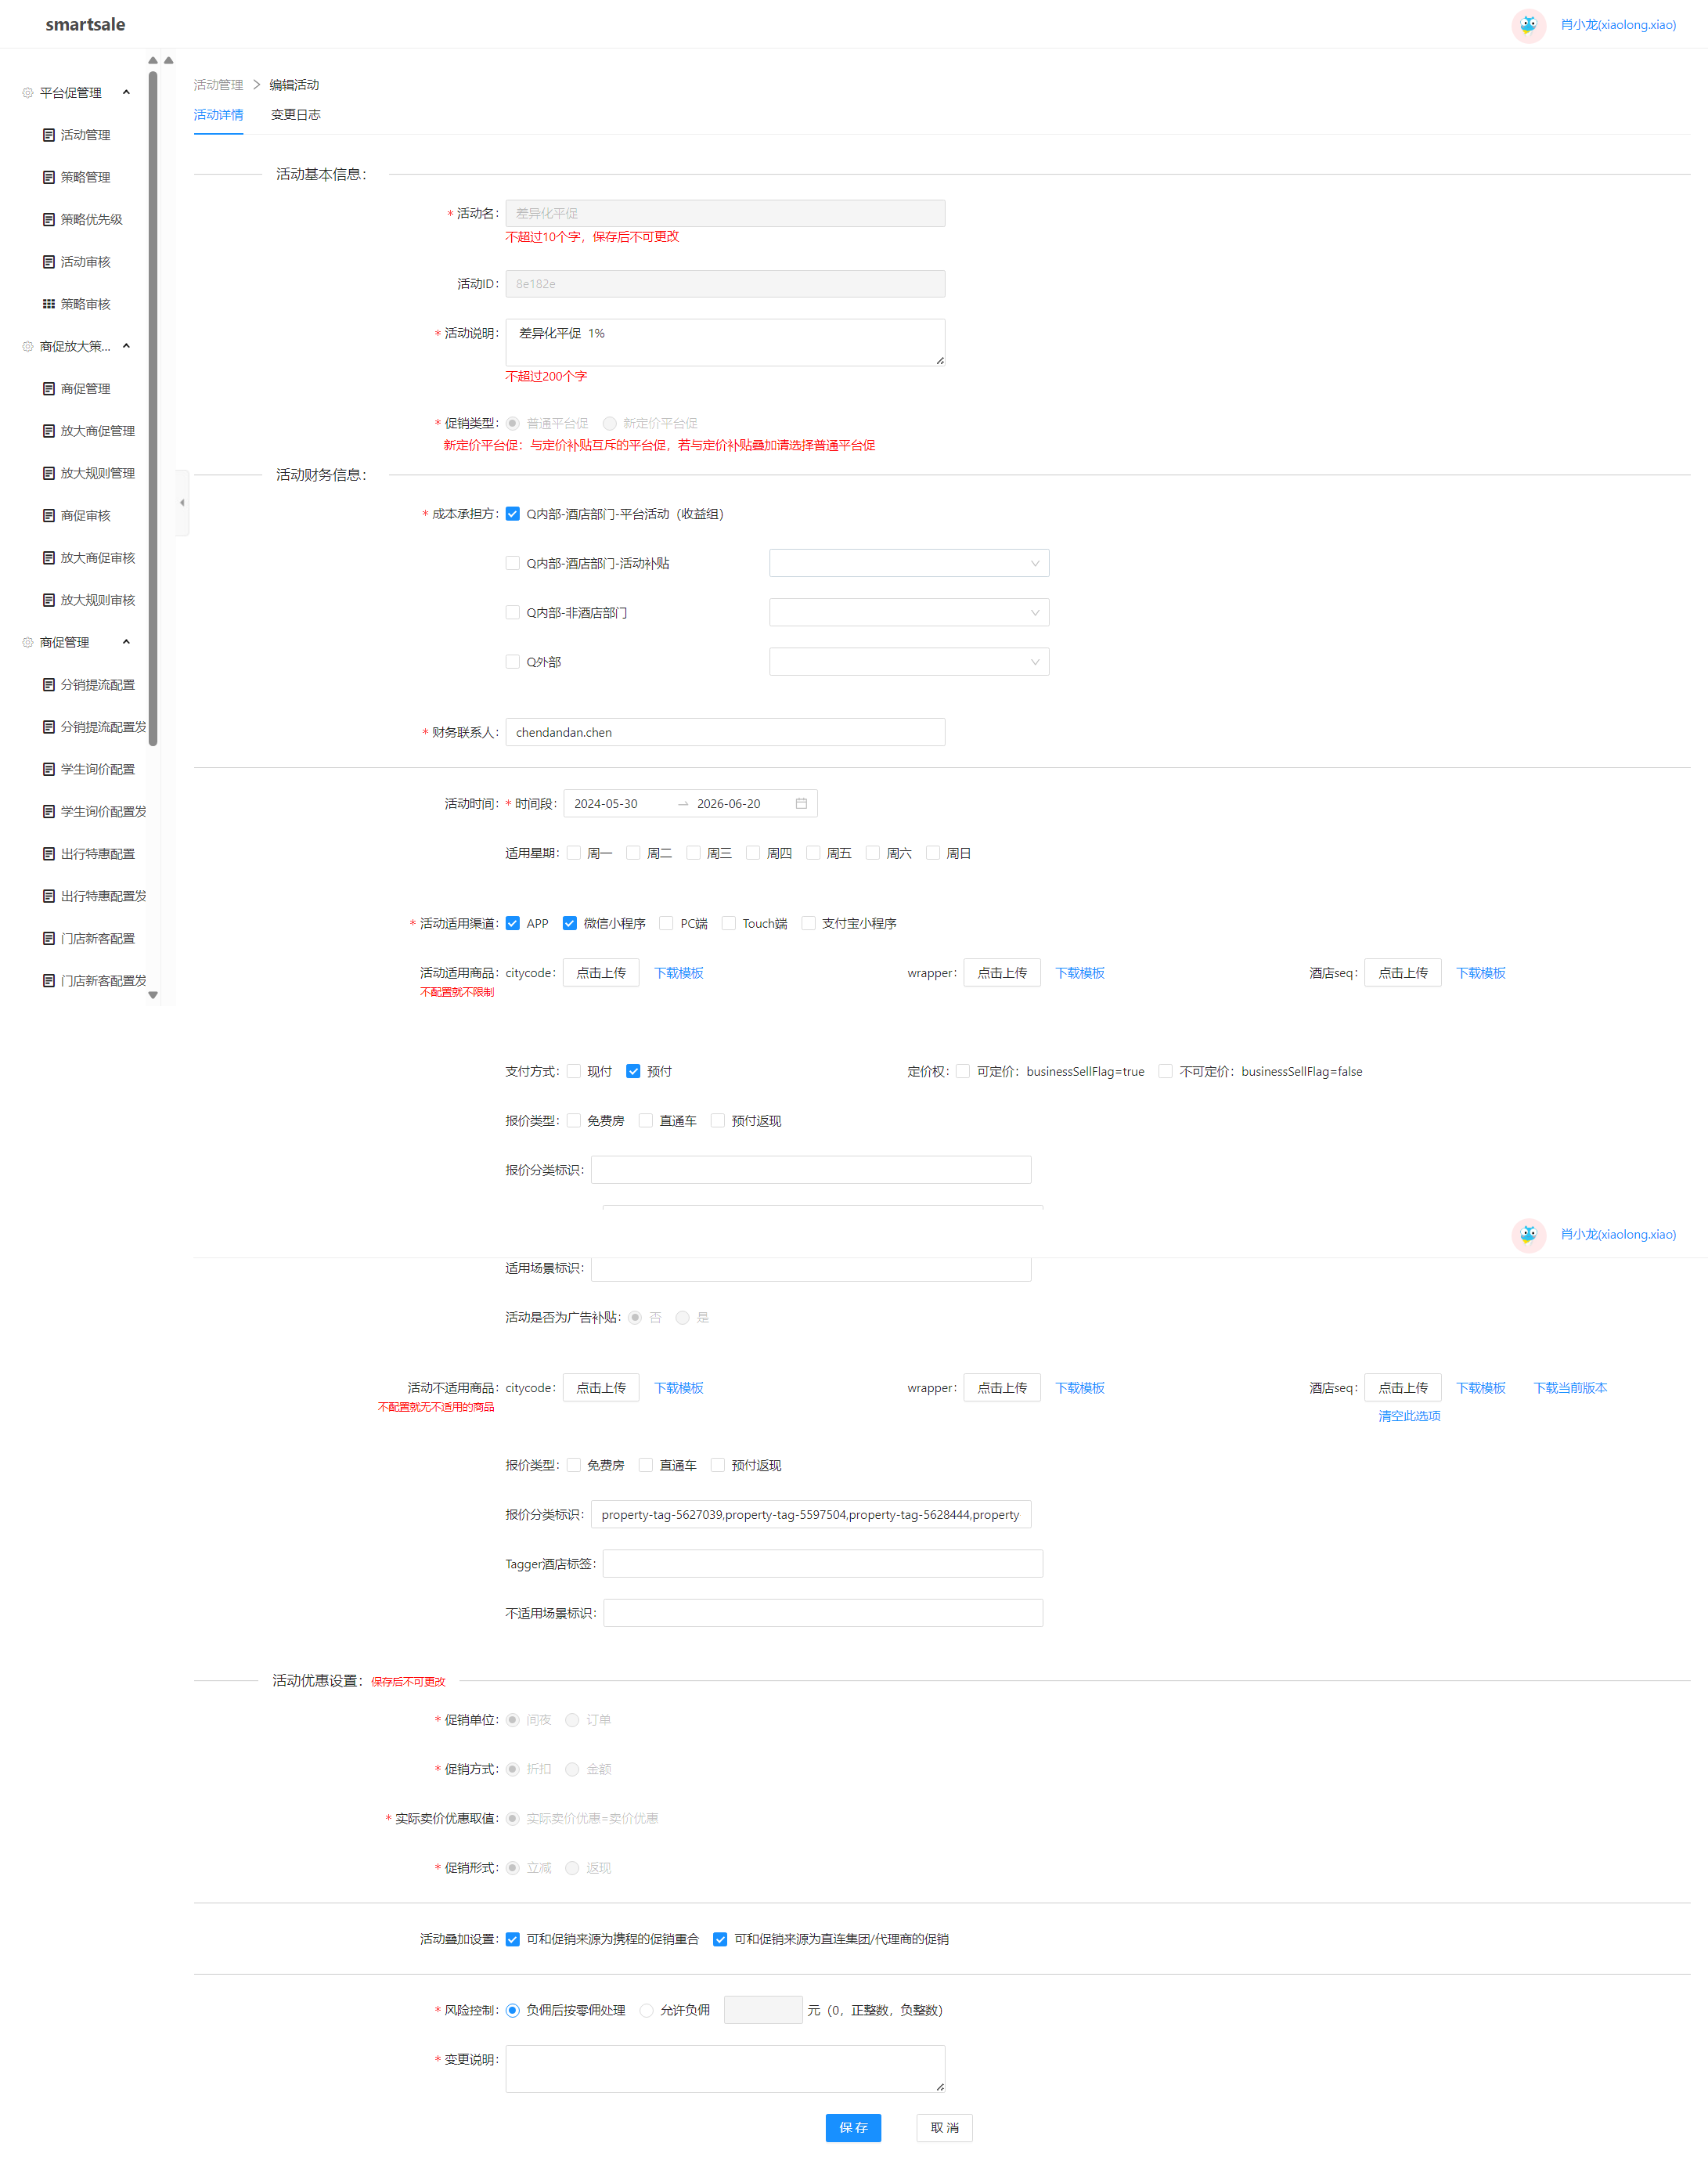 smartsale
肖小龙(xiaolong.xiao)
平台促管理
活动管理
策略管理
策略优先级
活动审核
策略审核
商促放大策...
商促管理
放大商促管理
放大规则管理
商促审核
放大商促审核
放大规则审核
商促管理
分销提流配置
分销提流配置发
学生询价配置
学生询价配置发
出行特惠配置
出行特惠配置发
门店新客配置
门店新客配置发
活动管理 > 编辑活动
活动详情 变更日志
活动基本信息：
* 活动名： 差异化平促
不超过10个字，保存后不可更改
活动ID： 8e182e
* 活动说明： 差异化平促 1%
不超过200个字
* 促销类型： 普通平台促 新定价平台促
新定价平台促：与定价补贴互斥的平台促，若与定价补贴叠加请选择普通平台促
活动财务信息：
* 成本承担方： Q内部-酒店部门-平台活动（收益组）
Q内部-酒店部门-活动补贴
Q内部-非酒店部门
Q外部
* 财务联系人： chendandan.chen
活动时间： * 时间段： 2024-05-30 → 2026-06-20
适用星期： 周一 周二 周三 周四 周五 周六 周日
* 活动适用渠道： APP 微信小程序 PC端 Touch端 支付宝小程序
活动适用商品： citycode： 点击上传 下载模板 wrapper： 点击上传 下载模板 酒店seq： 点击上传 下载模板
不配置就不限制
支付方式： 现付 预付 定价权： 可定价：businessSellFlag=true 不可定价：businessSellFlag=false
报价类型： 免费房 直通车 预付返现
报价分类标识：
肖小龙(xiaolong.xiao)
适用场景标识：
活动是否为广告补贴： 否 是
活动不适用商品： citycode： 点击上传 下载模板 wrapper： 点击上传 下载模板 酒店seq： 点击上传 下载模板 下载当前版本
不配置就无不适用的商品 清空此选项
报价类型： 免费房 直通车 预付返现
报价分类标识： property-tag-5627039,property-tag-5597504,property-tag-5628444,property
Tagger酒店标签：
不适用场景标识：
活动优惠设置： 保存后不可更改
* 促销单位： 间夜 订单
* 促销方式： 折扣 金额
* 实际卖价优惠取值： 实际卖价优惠=卖价优惠
* 促销形式： 立减 返现
活动叠加设置： 可和促销来源为携程的促销重合 可和促销来源为直连集团/代理商的促销
* 风险控制： 负佣后按零佣处理 允许负佣 元（0，正整数，负整数）
* 变更说明：
保 存 取 消